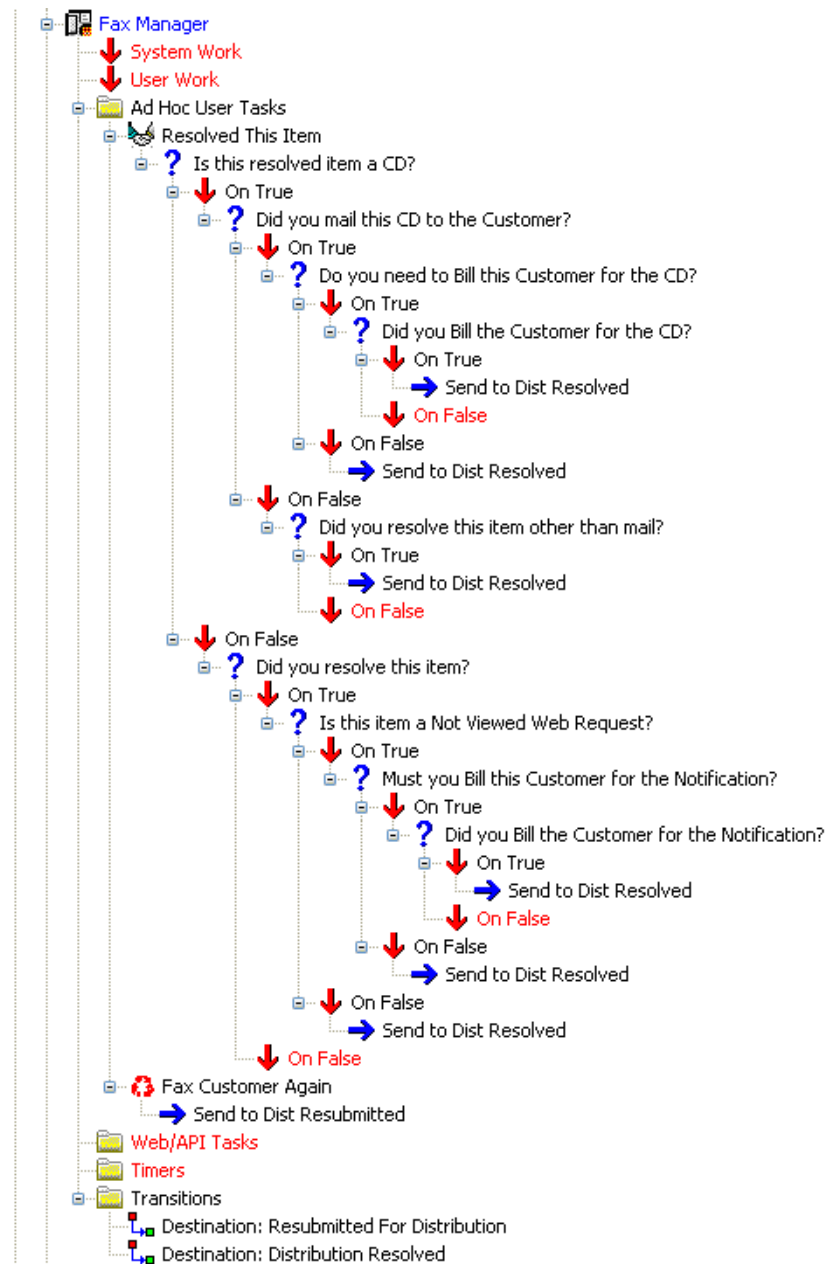 Fax Manager
System Work
User Work
Ad Hoc User Tasks
Resolved This Item
? Is this resolved item a CD?
On True
? Did you mail this CD to the Customer?
On True
? Do you need to Bill this Customer for the CD?
On True
? Did you Bill the Customer for the CD?
On True
Send to Dist Resolved
On False
On False
Send to Dist Resolved
On False
? Did you resolve this item other than mail?
On True
Send to Dist Resolved
On False
On False
? Did you resolve this item?
On True
? Is this item a Not Viewed Web Request?
On True
? Must you Bill this Customer for the Notification?
On True
? Did you Bill the Customer for the Notification?
On True
Send to Dist Resolved
On False
On False
Send to Dist Resolved
On False
Send to Dist Resolved
On False
Fax Customer Again
Send to Dist Resubmitted
Web/API Tasks
Timers
Transitions
Destination: Resubmitted For Distribution
Destination: Distribution Resolved